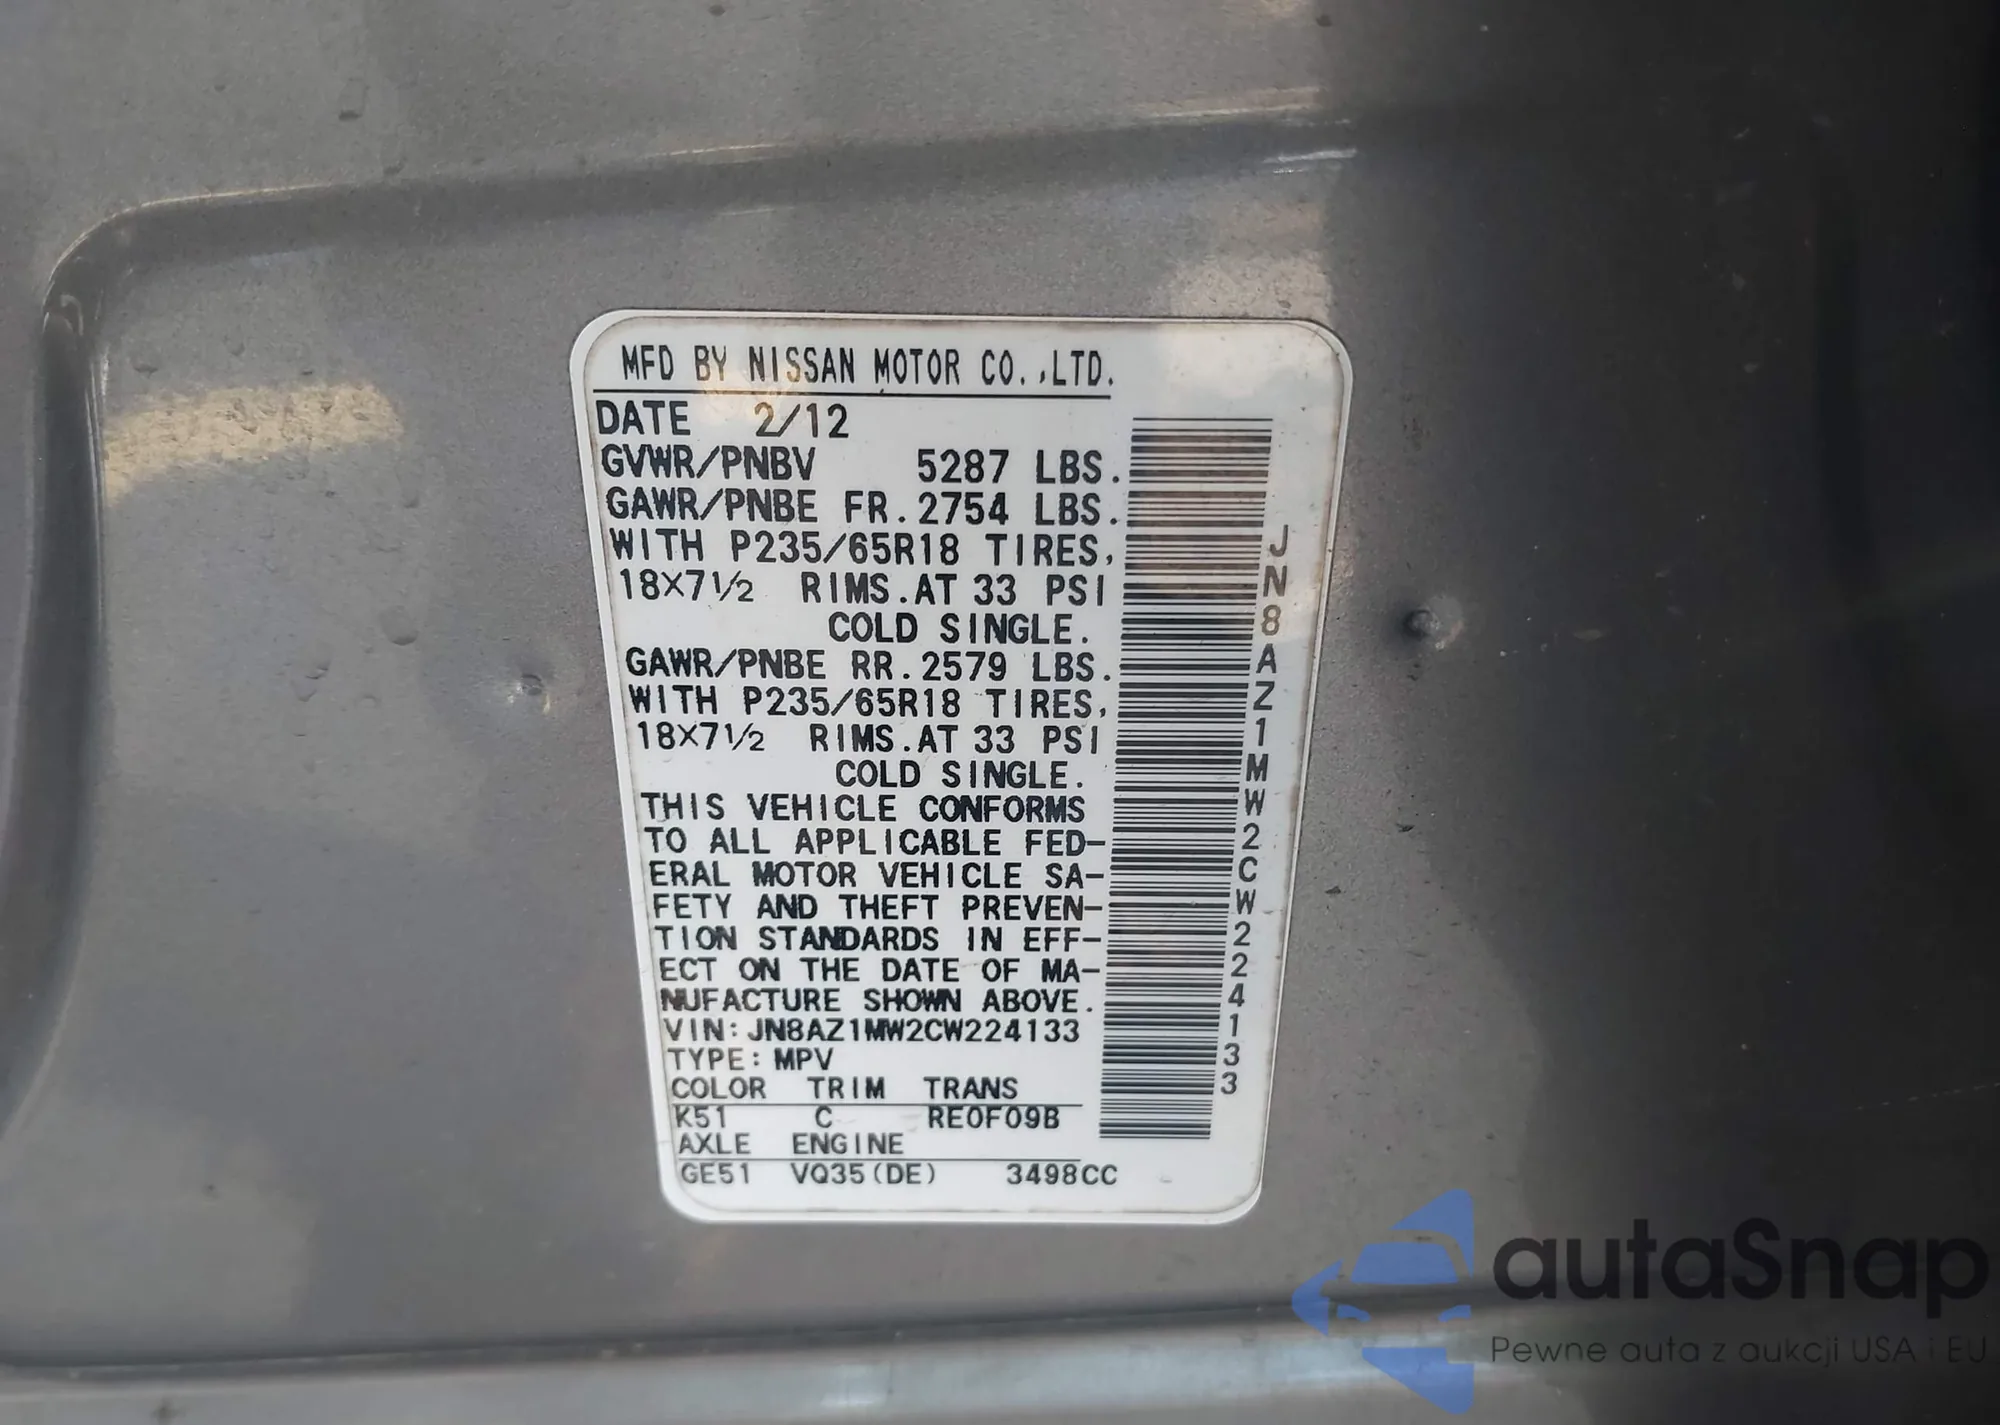 MFD BY NISSAN MOTOR CO.,LTD.
DATE 2/12
GVWR/PNBV 5287 LBS.
GAWR/PNBE FR.2754 LBS.
WITH P235/65R18 TIRES,
18×7½ RIMS.AT 33 PSI
COLD SINGLE.
GAWR/PNBE RR.2579 LBS.
WITH P235/65R18 TIRES,
18×7½ RIMS.AT 33 PSI
COLD SINGLE.
THIS VEHICLE CONFORMS
TO ALL APPLICABLE FED-
ERAL MOTOR VEHICLE SA-
FETY AND THEFT PREVEN-
TION STANDARDS IN EFF-
ECT ON THE DATE OF MA-
NUFACTURE SHOWN ABOVE.
VIN:JN8AZ1MW2CW224133
TYPE:MPV
COLOR TRIM TRANS
K51 C RE0F09B
AXLE ENGINE
GE51 VQ35(DE) 3498CC
JN8AZ1MW2CW224133
autaSnap
Pewne auta z aukcji USA i EU